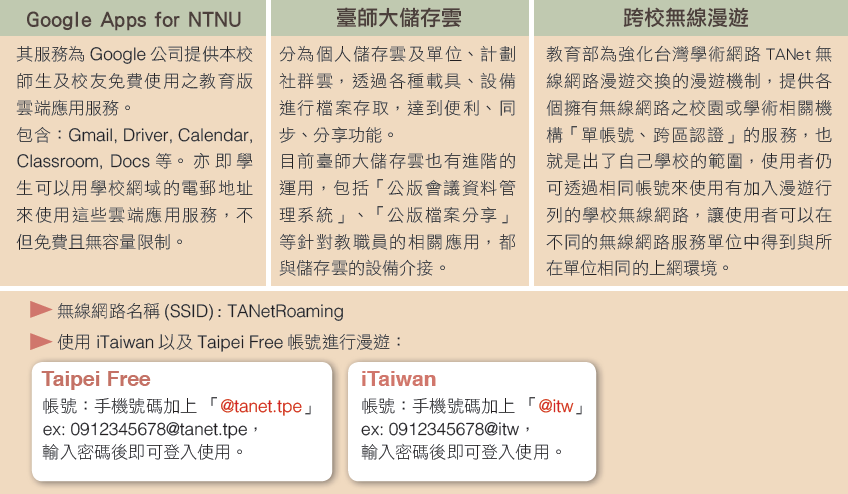 Google Apps for NTNU
其服務為 Google 公司提供本校
師生及校友免費使用之教育版
雲端應用服務。
包含：Gmail, Driver, Calendar,
Classroom, Docs 等。亦即學
生可以用學校網域的電郵地址
來使用這些雲端應用服務，不
但免費且無容量限制。
臺師大儲存雲
分為個人儲存雲及單位、計劃
社群雲，透過各種載具、設備
進行檔案存取，達到便利、同
步、分享功能。
目前臺師大儲存雲也有進階的
運用，包括「公版會議資料管
理系統」、「公版檔案分享」
等針對教職員的相關應用，都
與儲存雲的設備介接。
跨校無線漫遊
教育部為強化台灣學術網路 TANet 無
線網路漫遊交換的漫遊機制，提供各
個擁有無線網路之校園或學術相關機
構「單帳號、跨區認證」的服務，也
就是出了自己學校的範圍，使用者仍
可透過相同帳號來使用有加入漫遊行
列的學校無線網路，讓使用者可以在
不同的無線網路服務單位中得到與所
在單位相同的上網環境。
無線網路名稱 (SSID) : TANetRoaming
使用 iTaiwan 以及 Taipei Free 帳號進行漫遊：
Taipei Free
帳號：手機號碼加上 「@tanet.tpe」
ex: 0912345678@tanet.tpe，
輸入密碼後即可登入使用。
iTaiwan
帳號：手機號碼加上 「@itw」
ex: 0912345678@itw，
輸入密碼後即可登入使用。